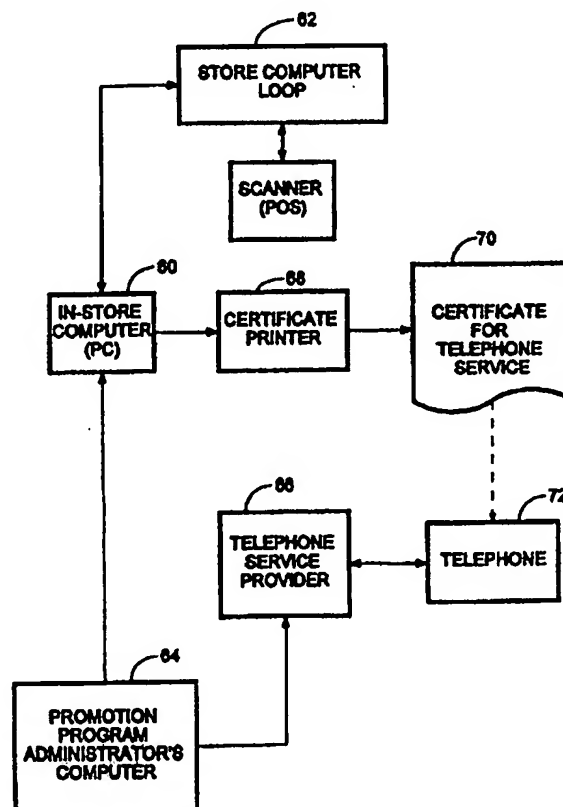 62
STORE COMPUTER
LOOP
SCANNER
(POS)
60
IN-STORE
COMPUTER
(PC)
68
CERTIFICATE
PRINTER
70
CERTIFICATE
FOR
TELEPHONE
SERVICE
66
TELEPHONE
SERVICE
PROVIDER
72
TELEPHONE
64
PROMOTION
PROGRAM
ADMINISTRATOR'S
COMPUTER